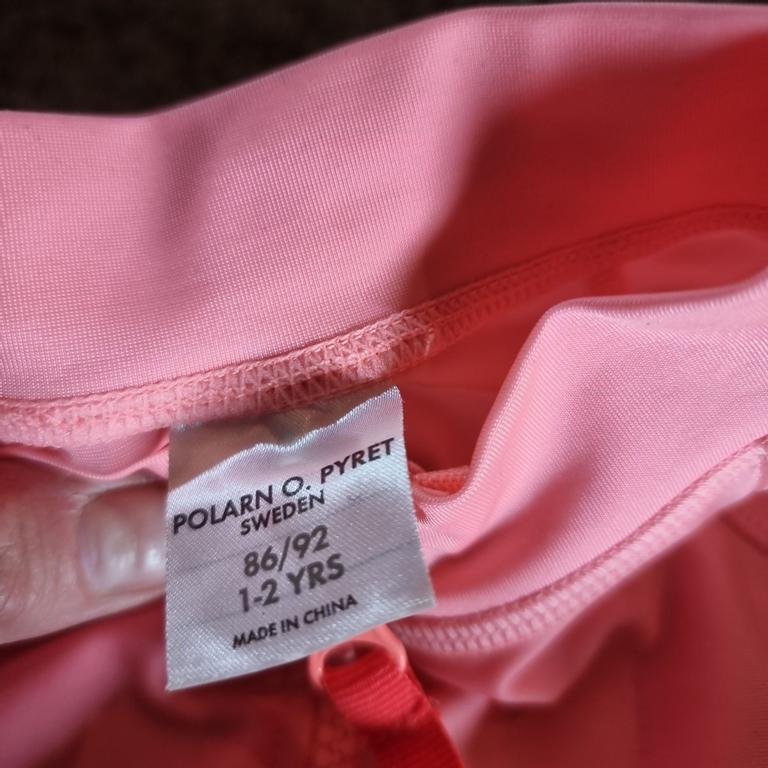 POLARN O. PYRET
SWEDEN
86/92
1-2 YRS
MADE IN CHINA